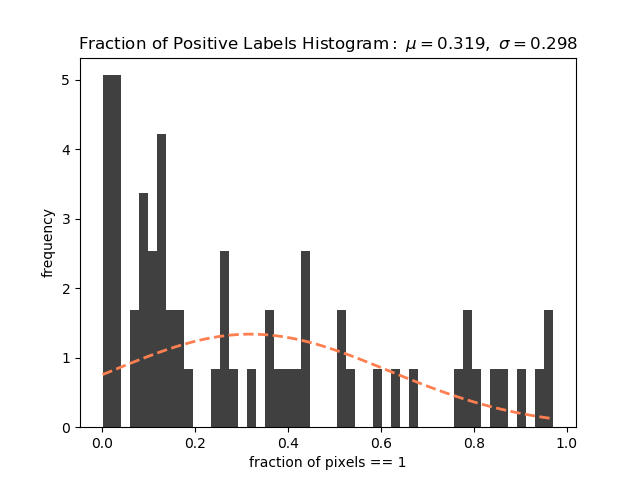 Fraction of Positive Labels Histogram: μ = 0.319, σ = 0.298
frequency
5
4
3
2
1
0
0.0 0.2 0.4 0.6 0.8 1.0
fraction of pixels == 1